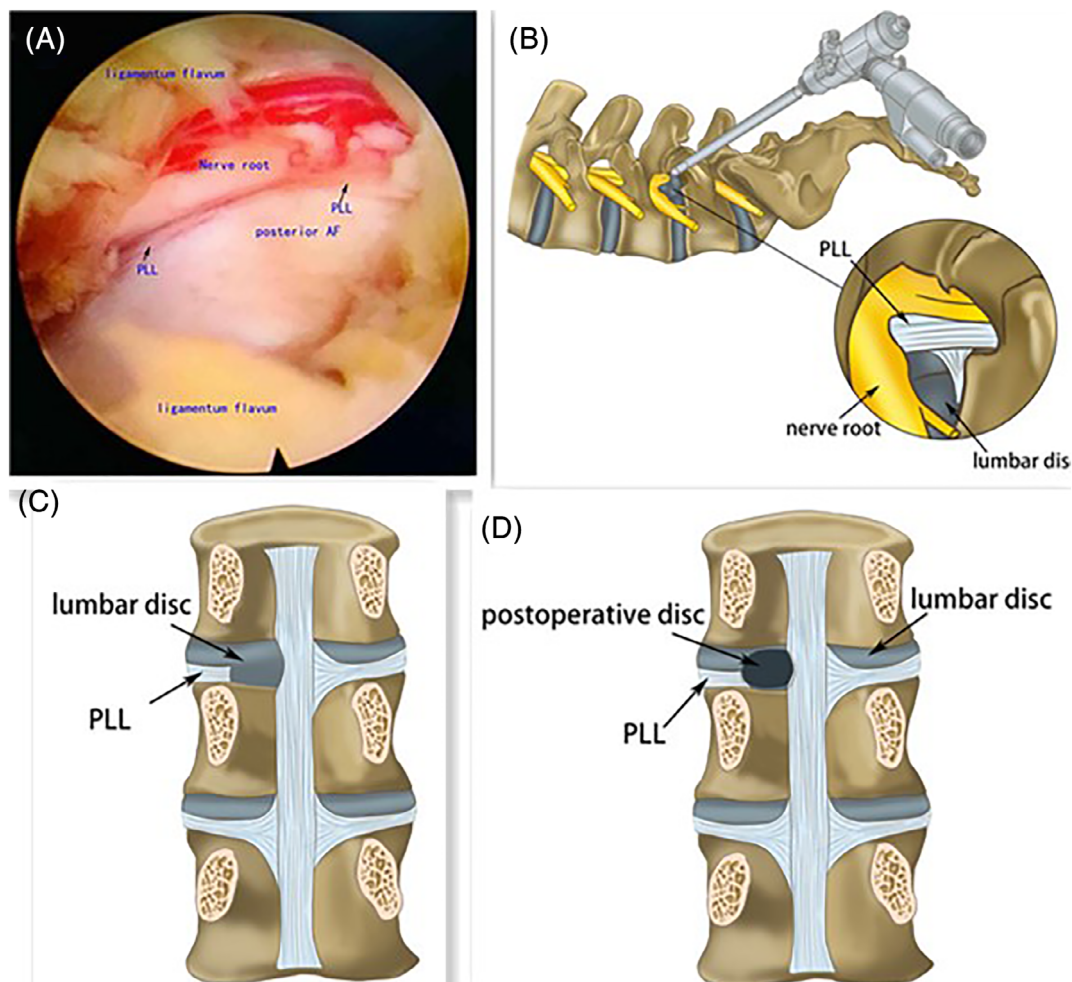 (A)
ligamentum flavum
Nerve root
PLL
posterior AF
PLL
ligamentum flavum
(B)
PLL
nerve root
lumbar dis
(C)
lumbar disc
PLL
(D)
postoperative disc
lumbar disc
PLL